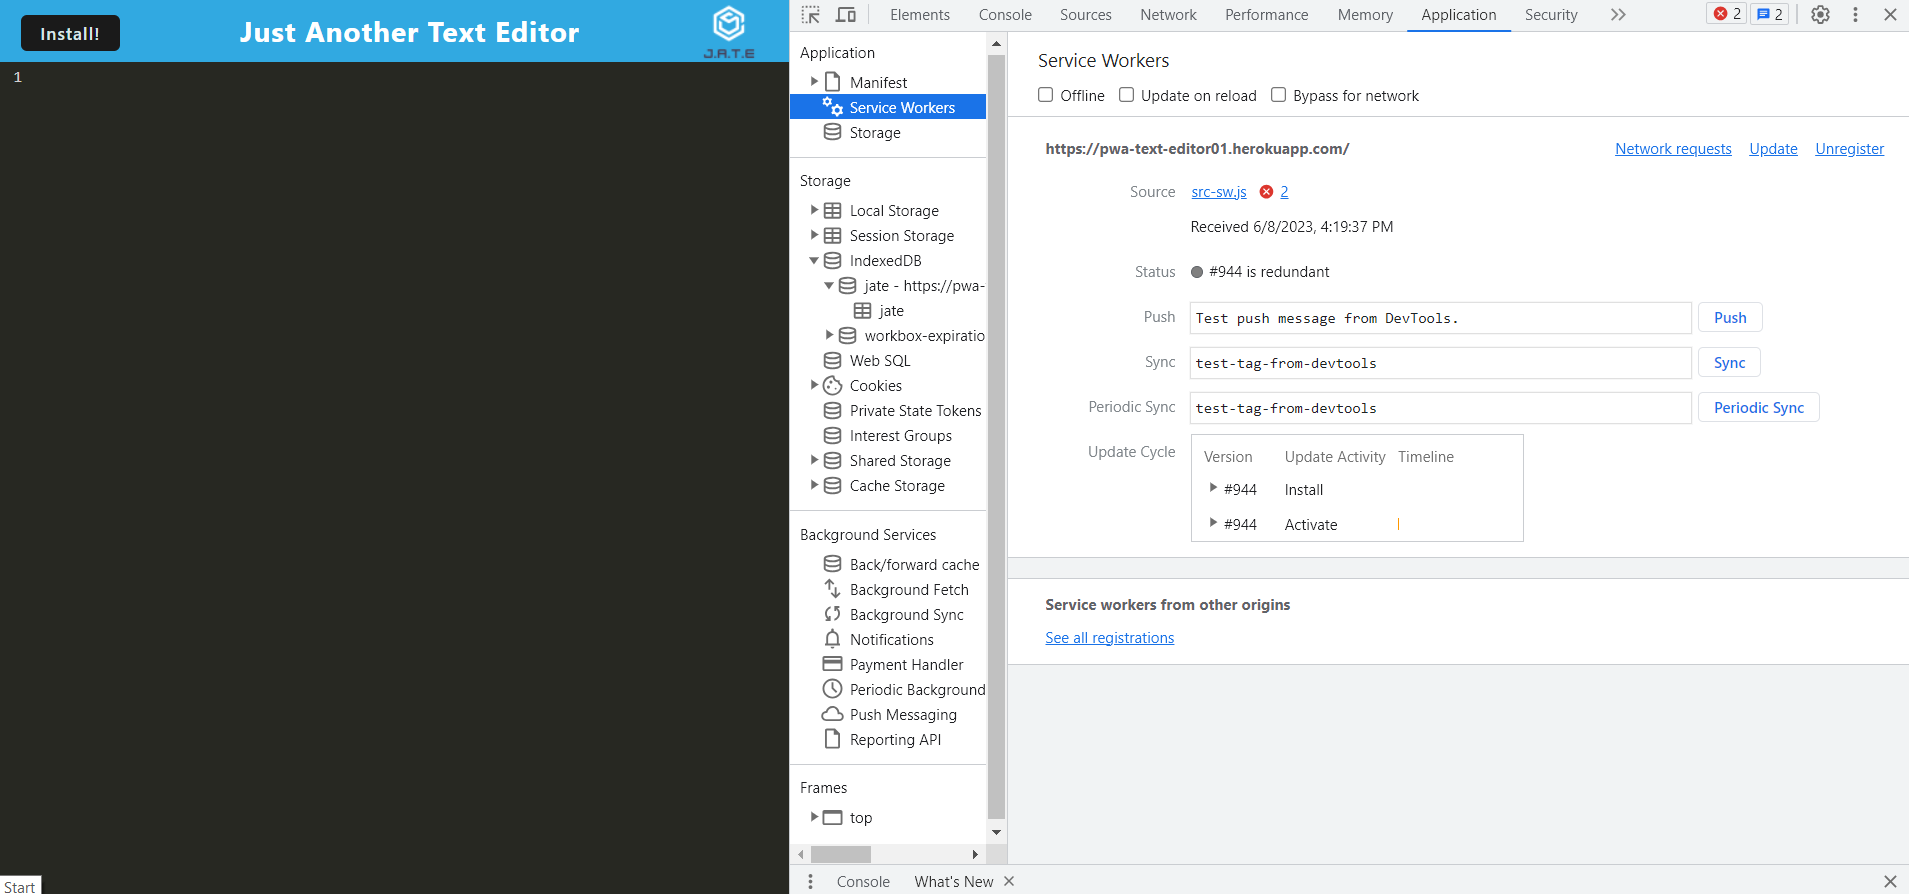 Install!
Just Another Text Editor
J.A.T.E
1
Start
Elements Console Sources Network Performance Memory Application Security 2 2
Application
Manifest
Service Workers
Storage
Storage
Local Storage
Session Storage
IndexedDB
jate - https://pwa-
jate
workbox-expiratio
Web SQL
Cookies
Private State Tokens
Interest Groups
Shared Storage
Cache Storage
Background Services
Back/forward cache
Background Fetch
Background Sync
Notifications
Payment Handler
Periodic Background
Push Messaging
Reporting API
Frames
top
Service Workers
Offline Update on reload Bypass for network
https://pwa-text-editor01.herokuapp.com/ Network requests Update Unregister
Source src-sw.js 2
Received 6/8/2023, 4:19:37 PM
Status #944 is redundant
Push Test push message from DevTools. Push
Sync test-tag-from-devtools Sync
Periodic Sync test-tag-from-devtools Periodic Sync
Update Cycle Version Update Activity Timeline
#944 Install
#944 Activate
Service workers from other origins
See all registrations
Console What's New